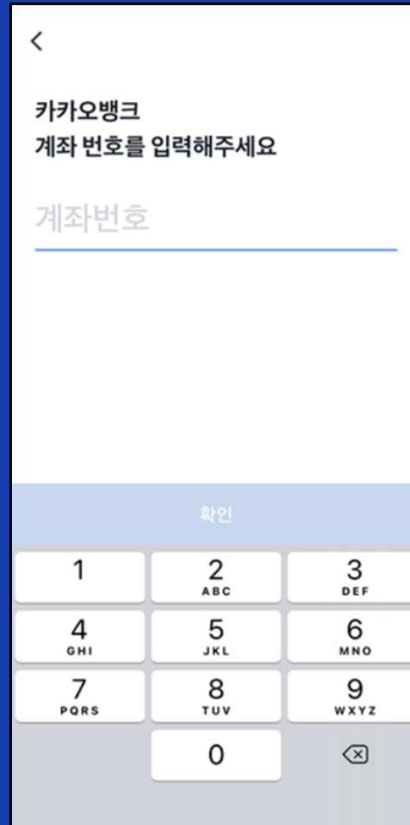 카카오뱅크
계좌 번호를 입력해주세요
계좌번호
확인
1 2 3
ABC DEF
4 5 6
GHI JKL MNO
7 8 9
PQRS TUV WXYZ
0